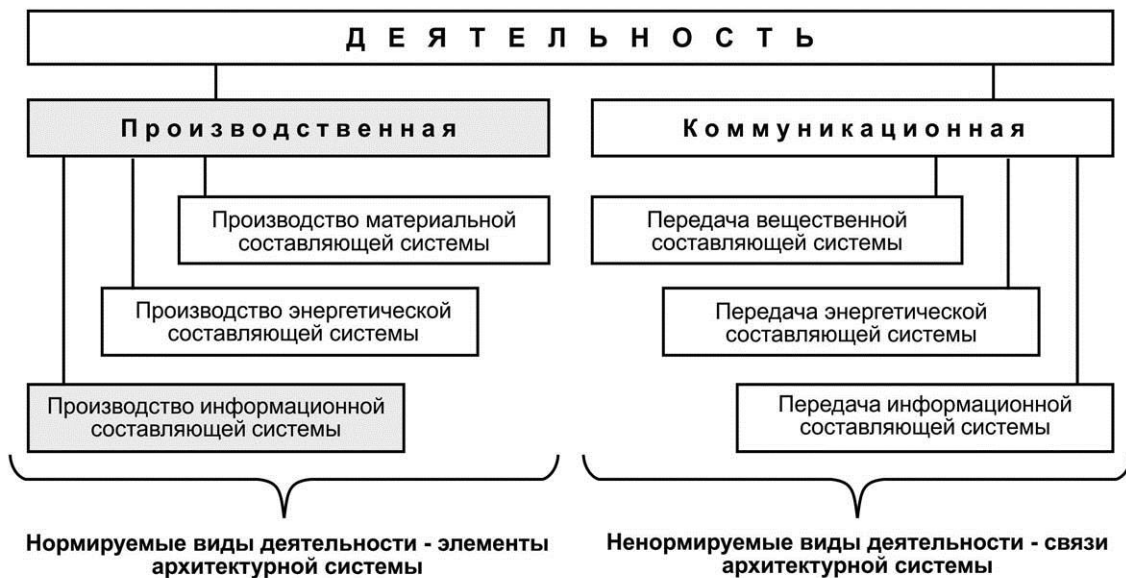 ДЕЯТЕЛЬНОСТЬ
Производственная
Коммуникационная
Производство материальной
составляющей системы
Передача вещественной
составляющей системы
Производство энергетической
составляющей системы
Передача энергетической
составляющей системы
Производство информационной
составляющей системы
Передача информационной
составляющей системы
Нормируемые виды деятельности - элементы
архитектурной системы
Ненормируемые виды деятельности - связи
архитектурной системы